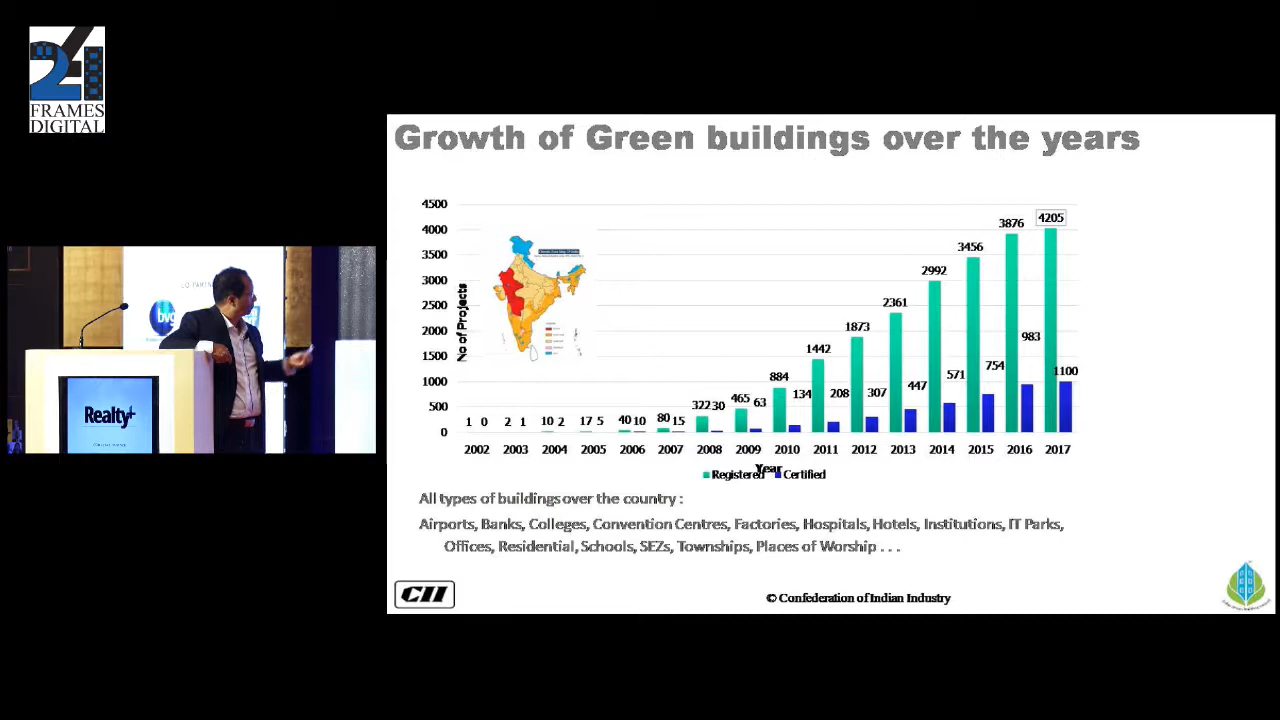 24
FRAMES
DIGITAL
CO PARTN
bvg
Realty+
Growth of Green buildings over the years
4500
4000
3500
3000
2500
2000
1500
1000
500
0
No of Projects
1 0 2 1 10 2 17 5 40 10 80 15 322 30 465 63 884 134 1442 208 1873 307 2361 447 2992 571 3456 754 3876 983 4205 1100
2002 2003 2004 2005 2006 2007 2008 2009 2010 2011 2012 2013 2014 2015 2016 2017
Year
Registered Certified
All types of buildings over the country :
Airports, Banks, Colleges, Convention Centres, Factories, Hospitals, Hotels, Institutions, IT Parks,
Offices, Residential, Schools, SEZs, Townships, Places of Worship . . .
CII
© Confederation of Indian Industry